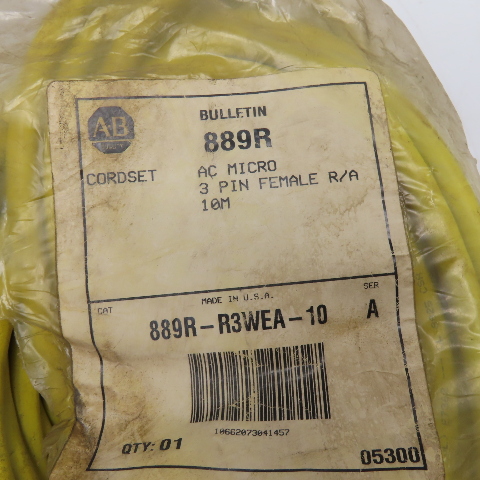 BULLETIN
889R
AB
CORDSET
AC MICRO
3 PIN FEMALE R/A
10M
MADE IN U.S.A.
CAT
SER
889R-R3WEA-10
A
10662073041457
QTY: 01
05300